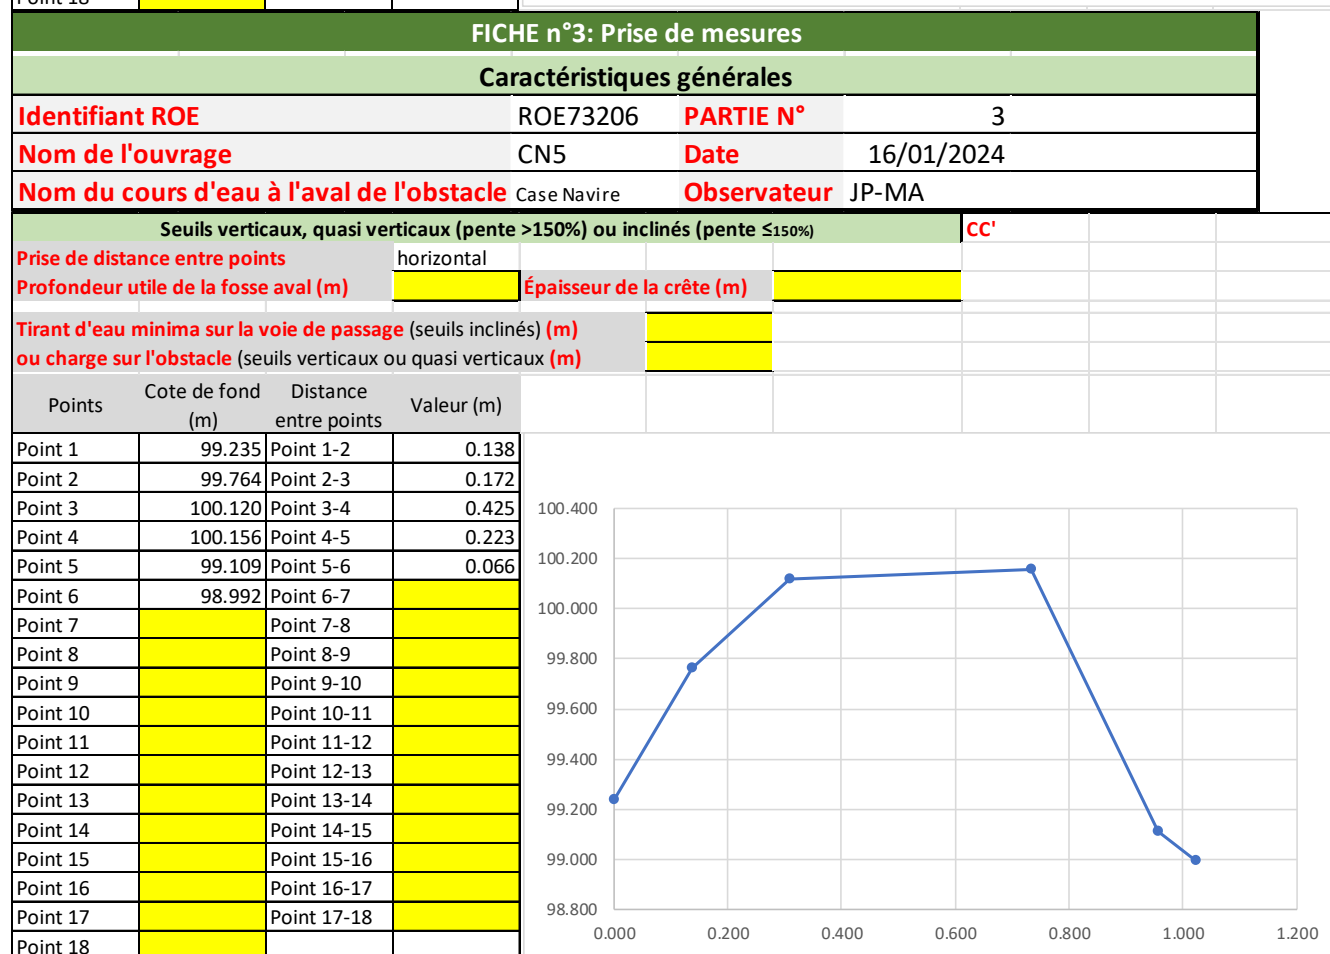 Point 18
FICHE n°3: Prise de mesures
Caractéristiques générales
Identifiant ROE ROE73206 PARTIE N° 3
Nom de l'ouvrage CN5 Date 16/01/2024
Nom du cours d'eau à l'aval de l'obstacle Case Navire Observateur JP-MA
Seuils verticaux, quasi verticaux (pente >150%) ou inclinés (pente ≤150%) CC'
Prise de distance entre points horizontal
Profondeur utile de la fosse aval (m) Épaisseur de la crête (m)
Tirant d'eau minima sur la voie de passage (seuils inclinés) (m)
ou charge sur l'obstacle (seuils verticaux ou quasi verticaux (m)
Points Cote de fond (m) Distance entre points Valeur (m)
Point 1 99.235 Point 1-2 0.138
Point 2 99.764 Point 2-3 0.172
Point 3 100.120 Point 3-4 0.425
Point 4 100.156 Point 4-5 0.223
Point 5 99.109 Point 5-6 0.066
Point 6 98.992 Point 6-7
Point 7 Point 7-8
Point 8 Point 8-9
Point 9 Point 9-10
Point 10 Point 10-11
Point 11 Point 11-12
Point 12 Point 12-13
Point 13 Point 13-14
Point 14 Point 14-15
Point 15 Point 15-16
Point 16 Point 16-17
Point 17 Point 17-18
Point 18
100.400
100.200
100.000
99.800
99.600
99.400
99.200
99.000
98.800
0.000 0.200 0.400 0.600 0.800 1.000 1.200